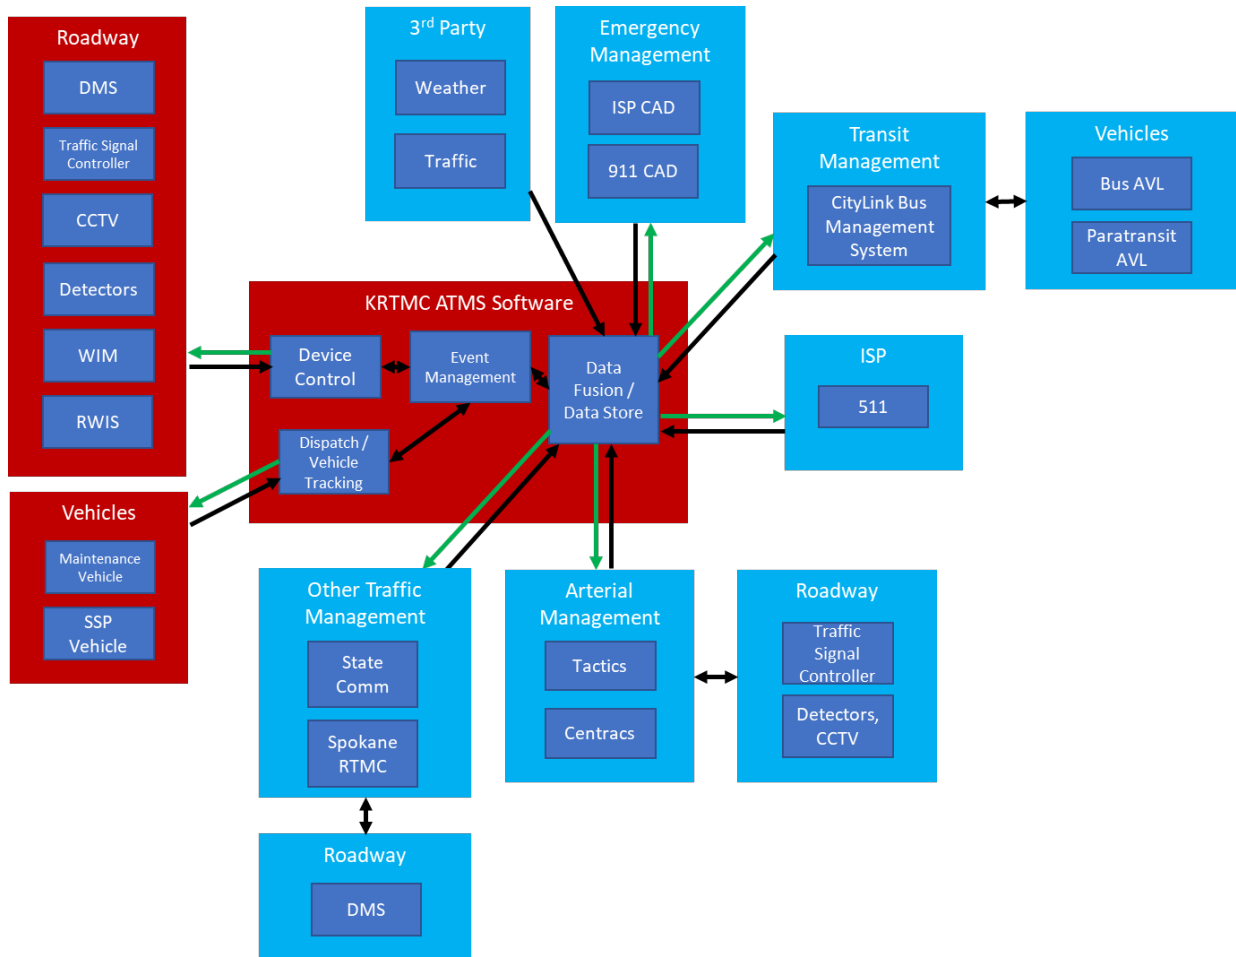 Roadway
DMS
Traffic Signal
Controller
CCTV
Detectors
WIM
RWIS
Vehicles
Maintenance
Vehicle
SSP
Vehicle
3rd Party
Weather
Traffic
Emergency
Management
ISP CAD
911 CAD
Transit
Management
CityLink Bus
Management
System
Vehicles
Bus AVL
Paratransit
AVL
KRTMC ATMS Software
Device
Control
Event
Management
Data
Fusion /
Data Store
Dispatch /
Vehicle
Tracking
ISP
511
Other Traffic
Management
State
Comm
Spokane
RTMC
Arterial
Management
Tactics
Centracs
Roadway
Traffic
Signal
Controller
Detectors,
CCTV
Roadway
DMS